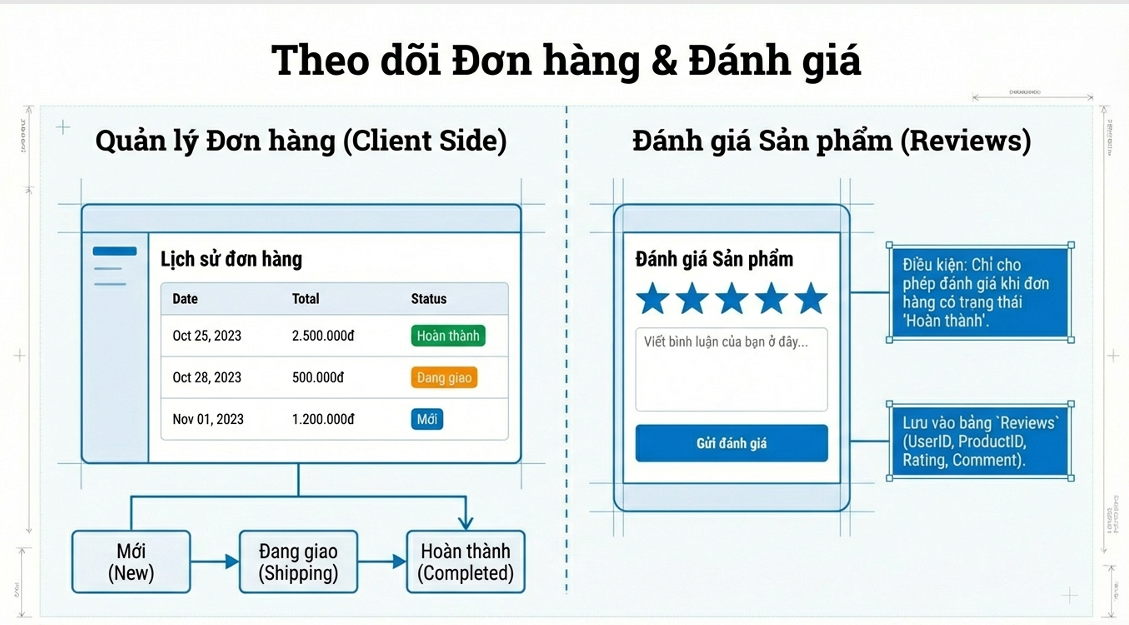 Theo dõi Đơn hàng & Đánh giá
Quản lý Đơn hàng (Client Side)
Lịch sử đơn hàng
Date Total Status
Oct 25, 2023 2.500.000đ Hoàn thành
Oct 28, 2023 500.000đ Đang giao
Nov 01, 2023 1.200.000đ Mới
Mới
(New)
Đang giao
(Shipping)
Hoàn thành
(Completed)
Đánh giá Sản phẩm (Reviews)
Đánh giá Sản phẩm
Viết bình luận của bạn ở đây...
Gửi đánh giá
Điều kiện: Chỉ cho
phép đánh giá khi đơn
hàng có trạng thái
'Hoàn thành'.
Lưu vào bảng `Reviews`
(UserID, ProductID,
Rating, Comment).